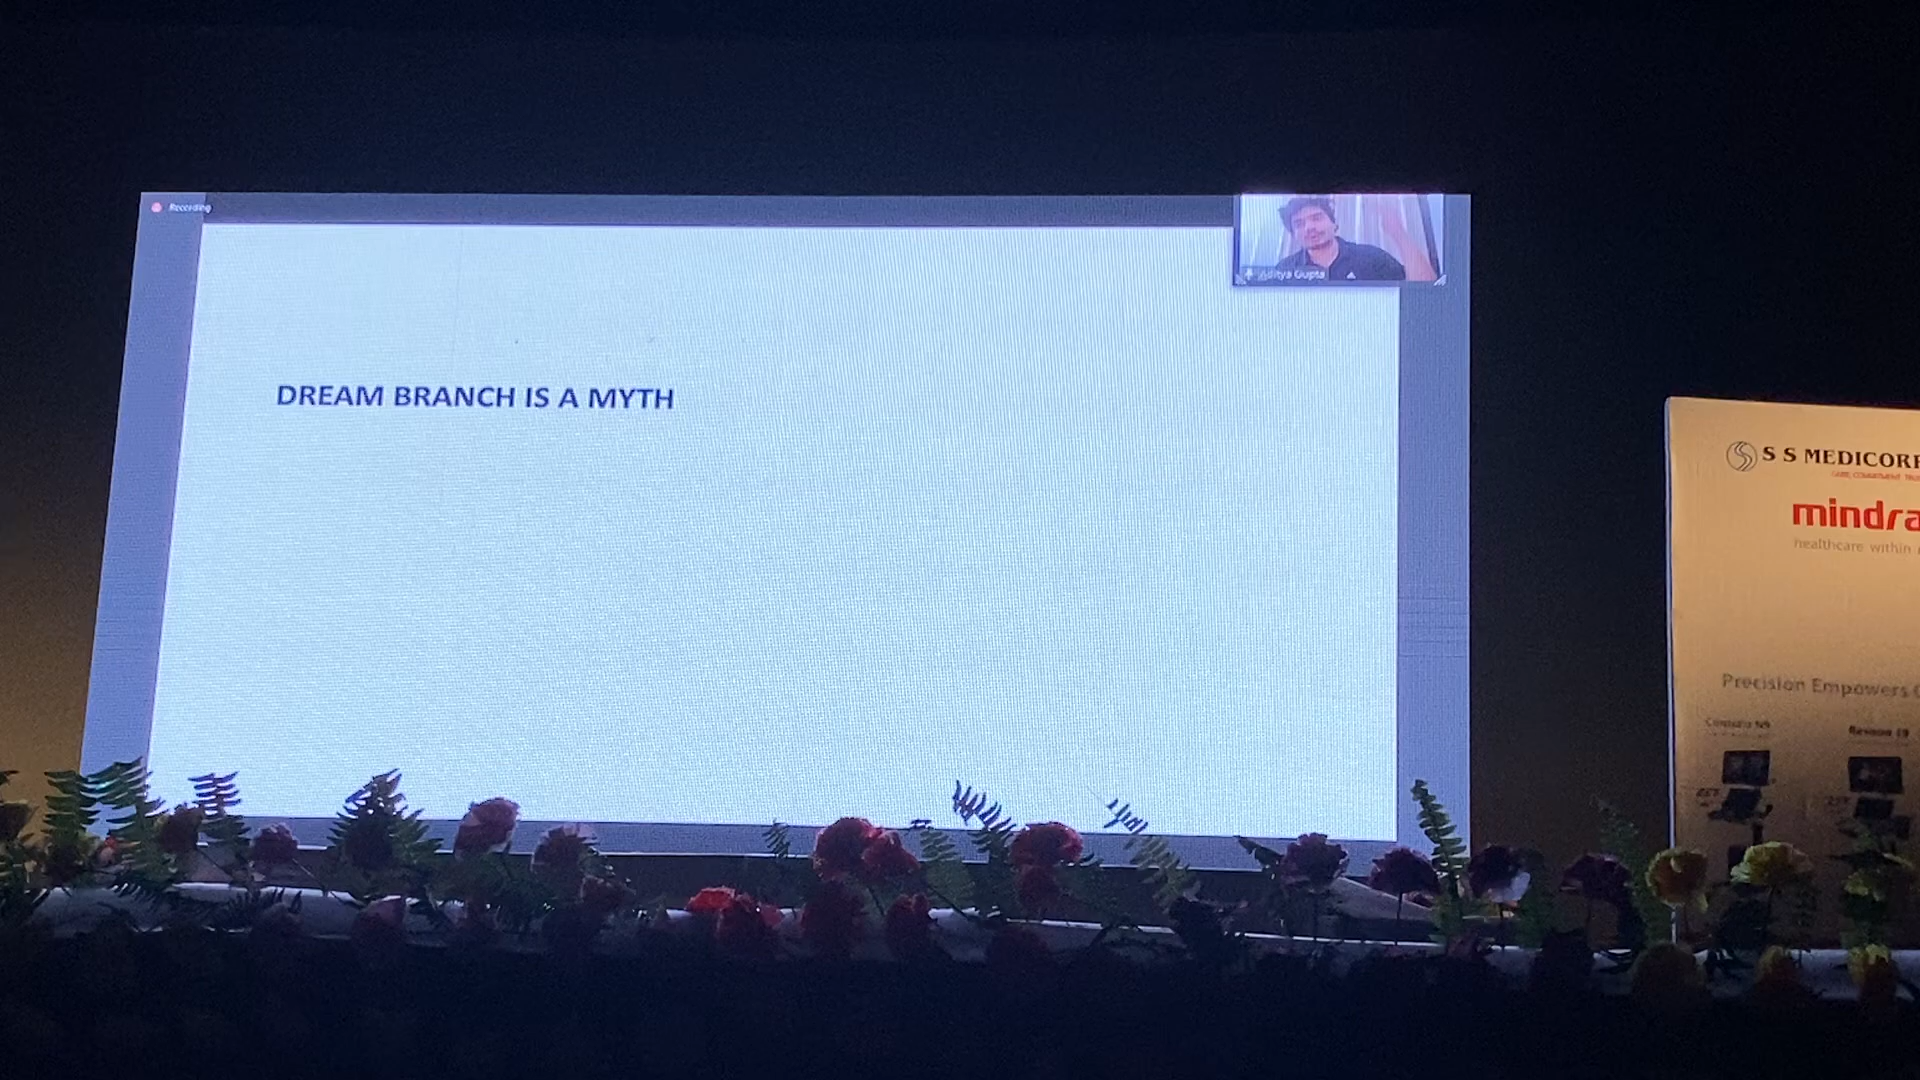 Recording
Aditya Gupta
DREAM BRANCH IS A MYTH
S S MEDICORP
mindra
healthcare within
Precision Empowers